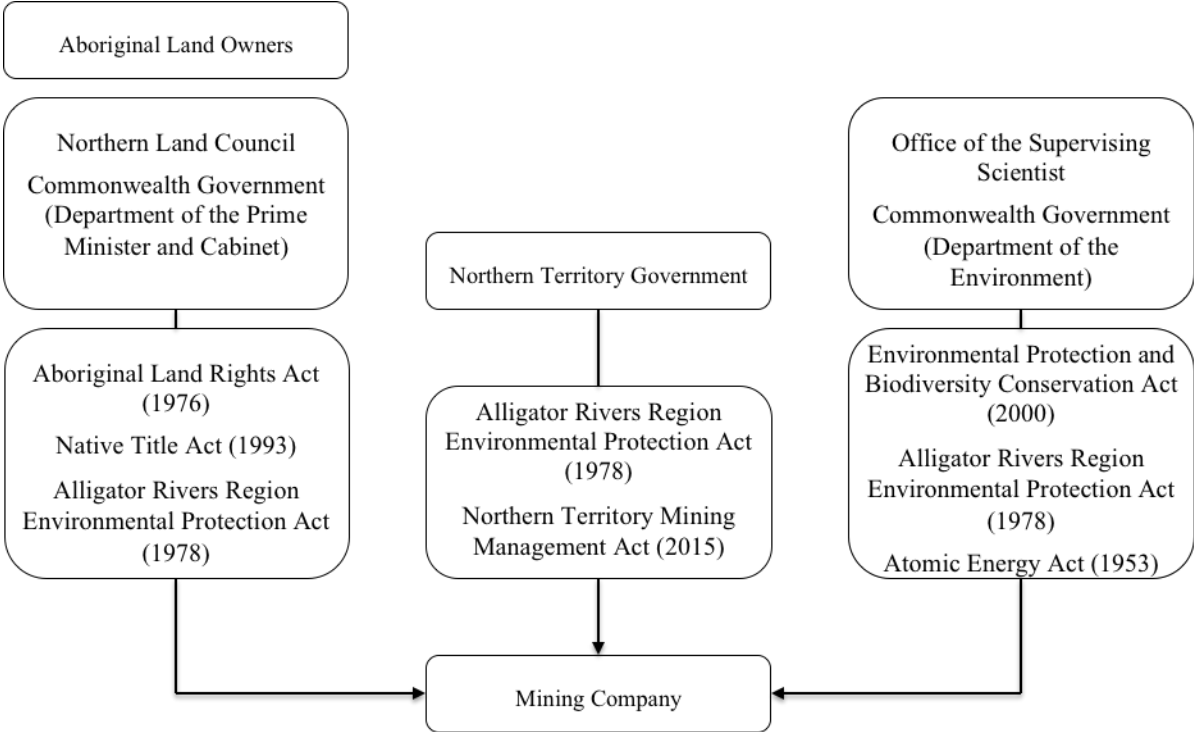 Aboriginal Land Owners
Northern Land Council
Commonwealth Government
(Department of the Prime
Minister and Cabinet)
Aboriginal Land Rights Act
(1976)
Native Title Act (1993)
Alligator Rivers Region
Environmental Protection Act
(1978)
Northern Territory Government
Alligator Rivers Region
Environmental Protection Act
(1978)
Northern Territory Mining
Management Act (2015)
Office of the Supervising
Scientist
Commonwealth Government
(Department of the
Environment)
Environmental Protection and
Biodiversity Conservation Act
(2000)
Alligator Rivers Region
Environmental Protection Act
(1978)
Atomic Energy Act (1953)
Mining Company